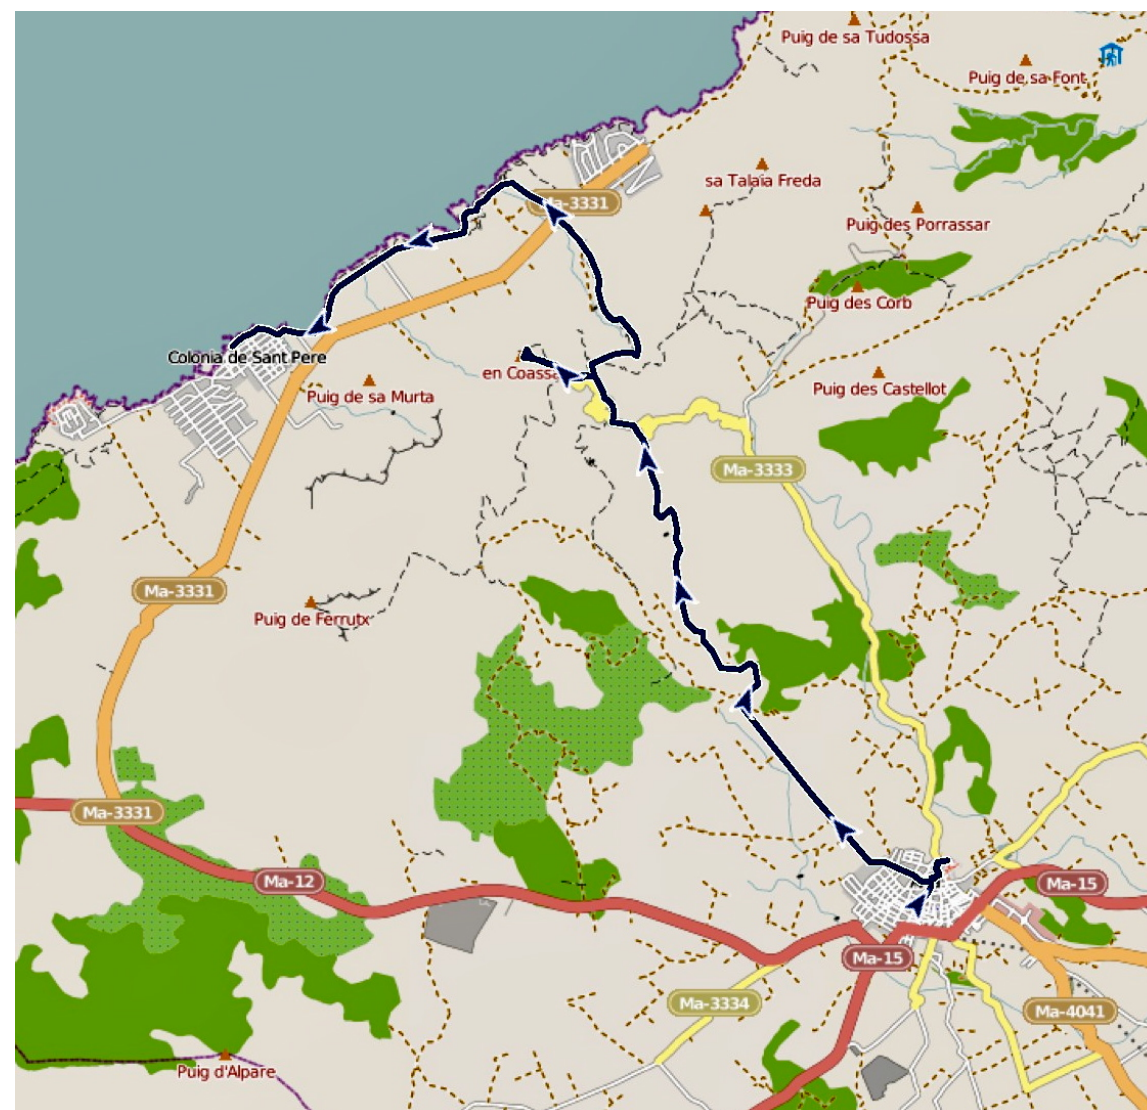 Puig de sa Tudossa
Puig de sa Font
sa Talaia Freda
Ma-3331
Puig des Porrassar
Puig des Corb
Colònia de Sant Pere
en Coassa
Puig de sa Murta
Puig des Castellot
Ma-3333
Ma-3331
Puig de Ferrutx
Ma-3331
Ma-12
Ma-15
Ma-15
Ma-3334
Ma-4041
Puig d'Alpare